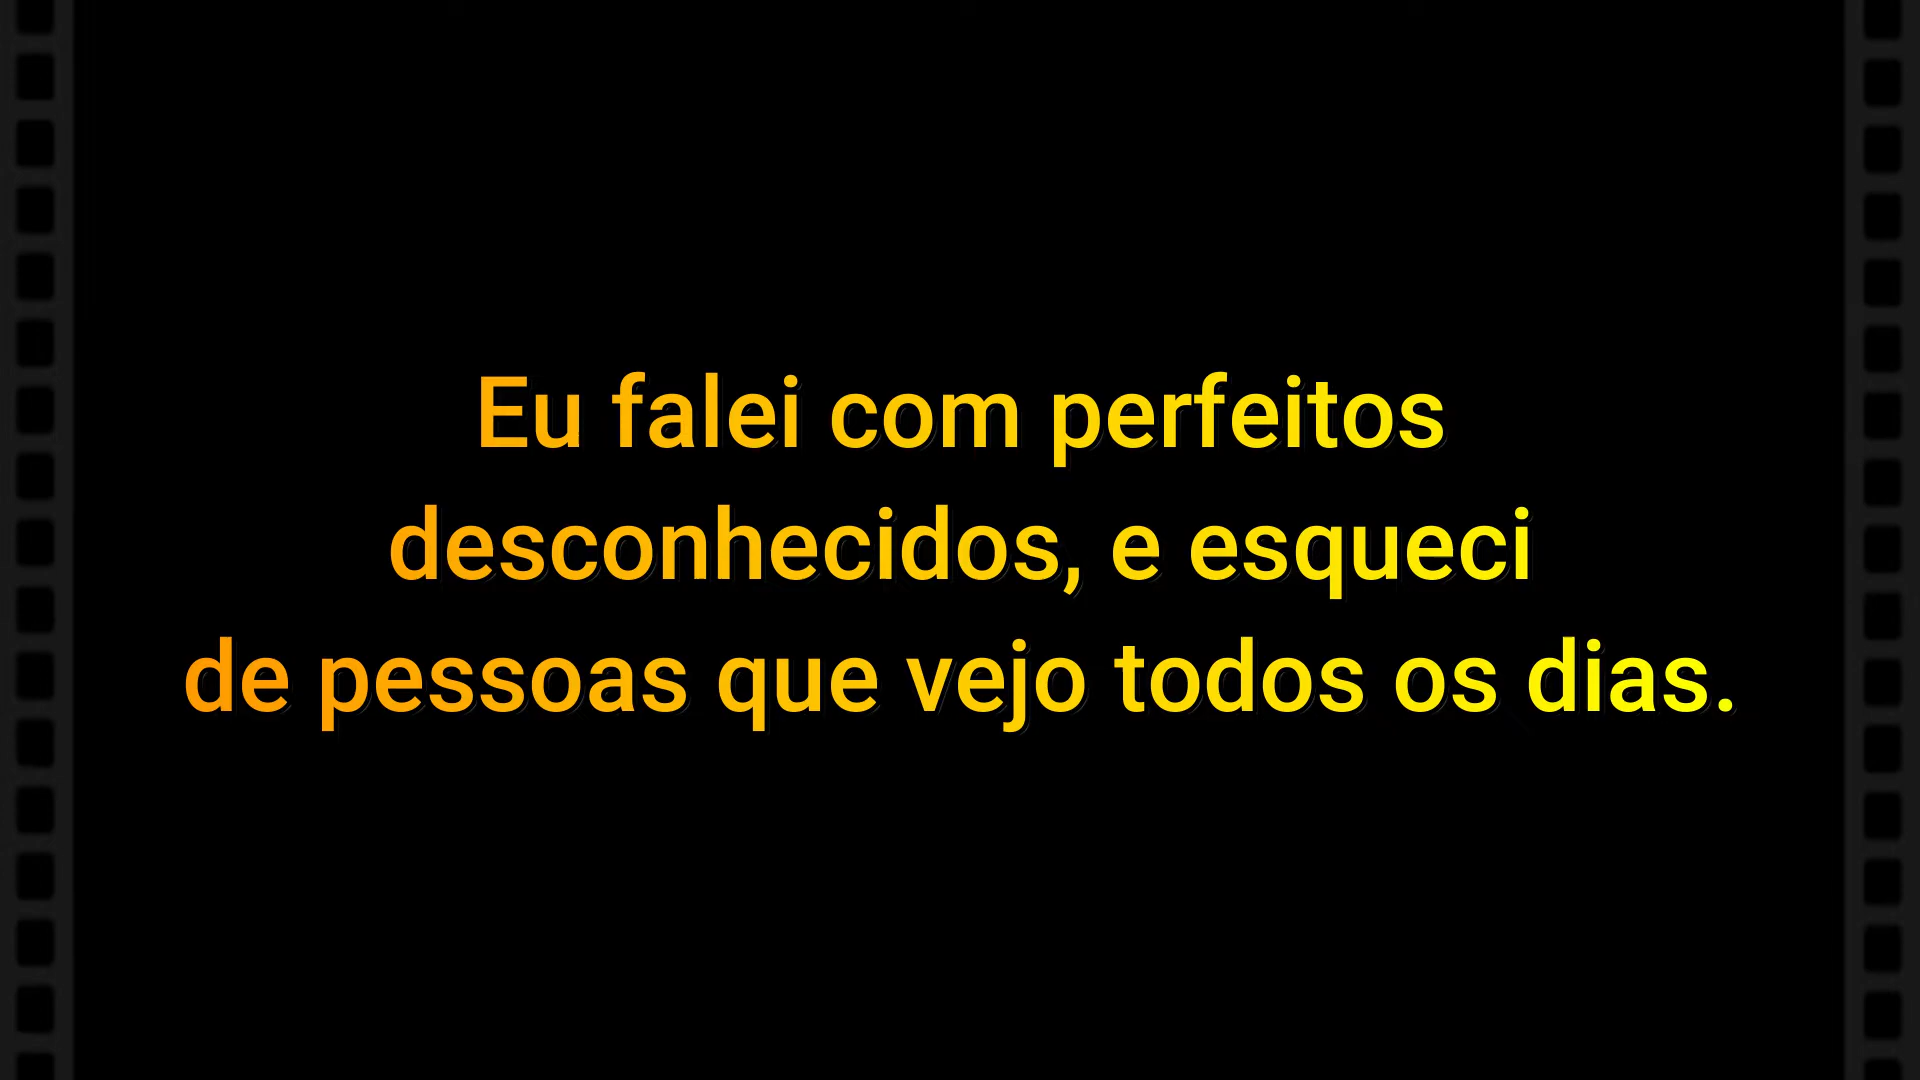 Eu falei com perfeitos
desconhecidos, e esqueci
de pessoas que vejo todos os dias.